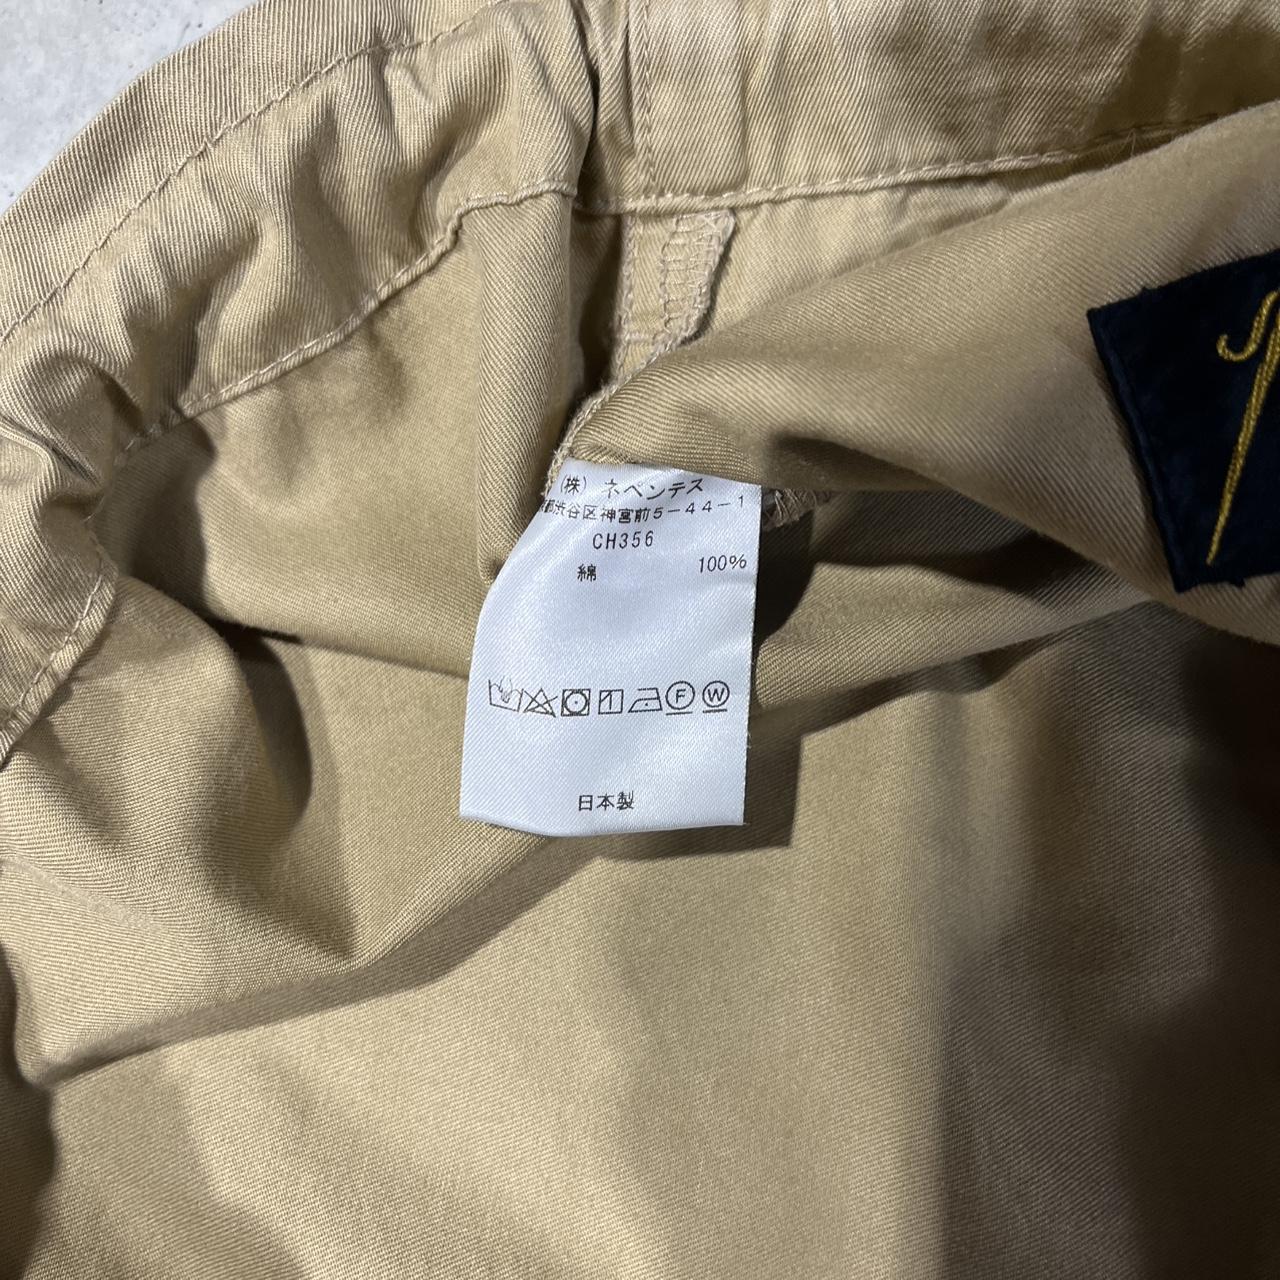 (株) ネペンテス
都渋谷区神宮前5-44-1
CH356
綿 100%
F W
日本製